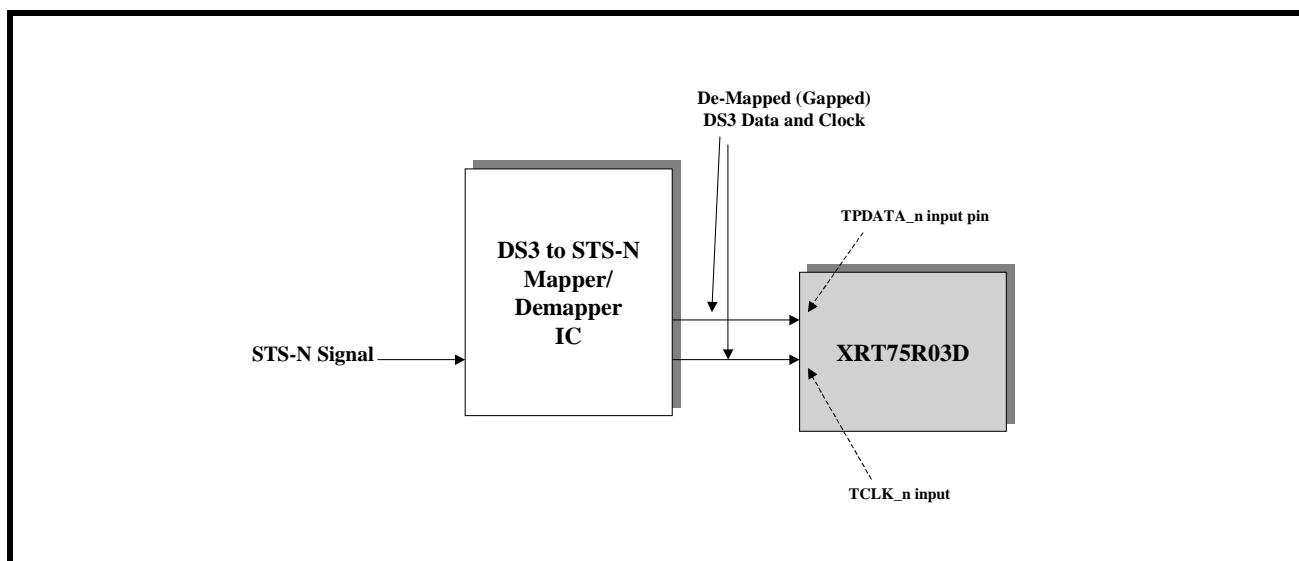 De-Mapped (Gapped)
DS3 Data and Clock
TPDATA_n input pin
DS3 to STS-N
Mapper/
Demapper
IC
STS-N Signal
XRT75R03D
TCLK_n input